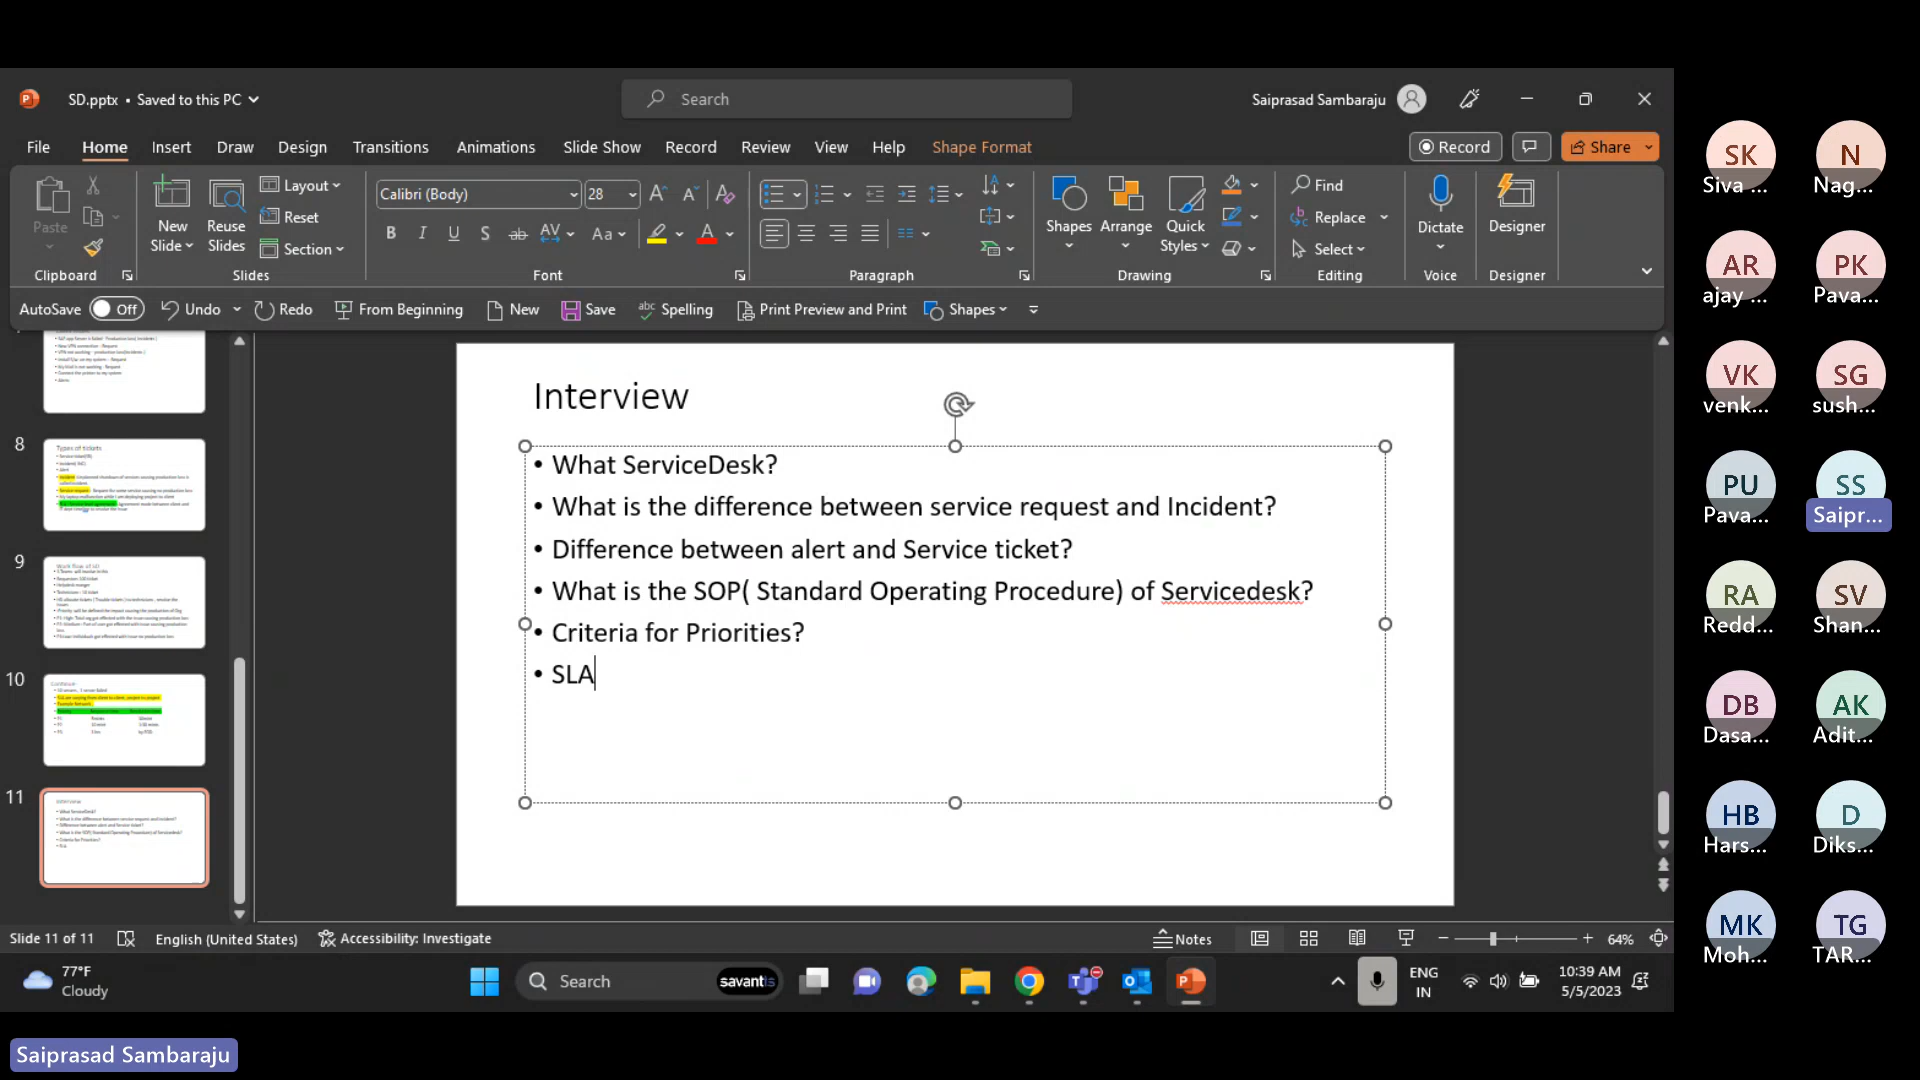 SD.pptx • Saved to this PC
Search
Saiprasad Sambaraju
File Home Insert Draw Design Transitions Animations Slide Show Record Review View Help Shape Format
Record
Share
Paste
New Slide
Reuse Slides
Layout
Reset
Section
Calibri (Body)
28
Shapes
Arrange
Quick Styles
Find
Replace
Select
Dictate
Designer
Clipboard Slides Font Paragraph Drawing Editing Voice Designer
AutoSave Off Undo Redo From Beginning New Save Spelling Print Preview and Print Shapes
8
Types of tickets
9
10
11
Interview
• What ServiceDesk?
• What is the difference between service request and Incident?
• Difference between alert and Service ticket?
• What is the SOP( Standard Operating Procedure) of Servicedesk?
• Criteria for Priorities?
• SLA
Slide 11 of 11 English (United States) Accessibility: Investigate Notes 64%
77°F
Cloudy
Search
savantis
ENG
IN
10:39 AM
5/5/2023
Saiprasad Sambaraju
SK
Siva ...
N
Nag...
AR
ajay ...
PK
Pava...
VK
venk...
SG
sush...
PU
Pava...
SS
Saipr...
RA
Redd...
SV
Shan...
DB
Dasa...
AK
Adit...
HB
Hars...
D
Diks...
MK
Moh...
TG
TAR...